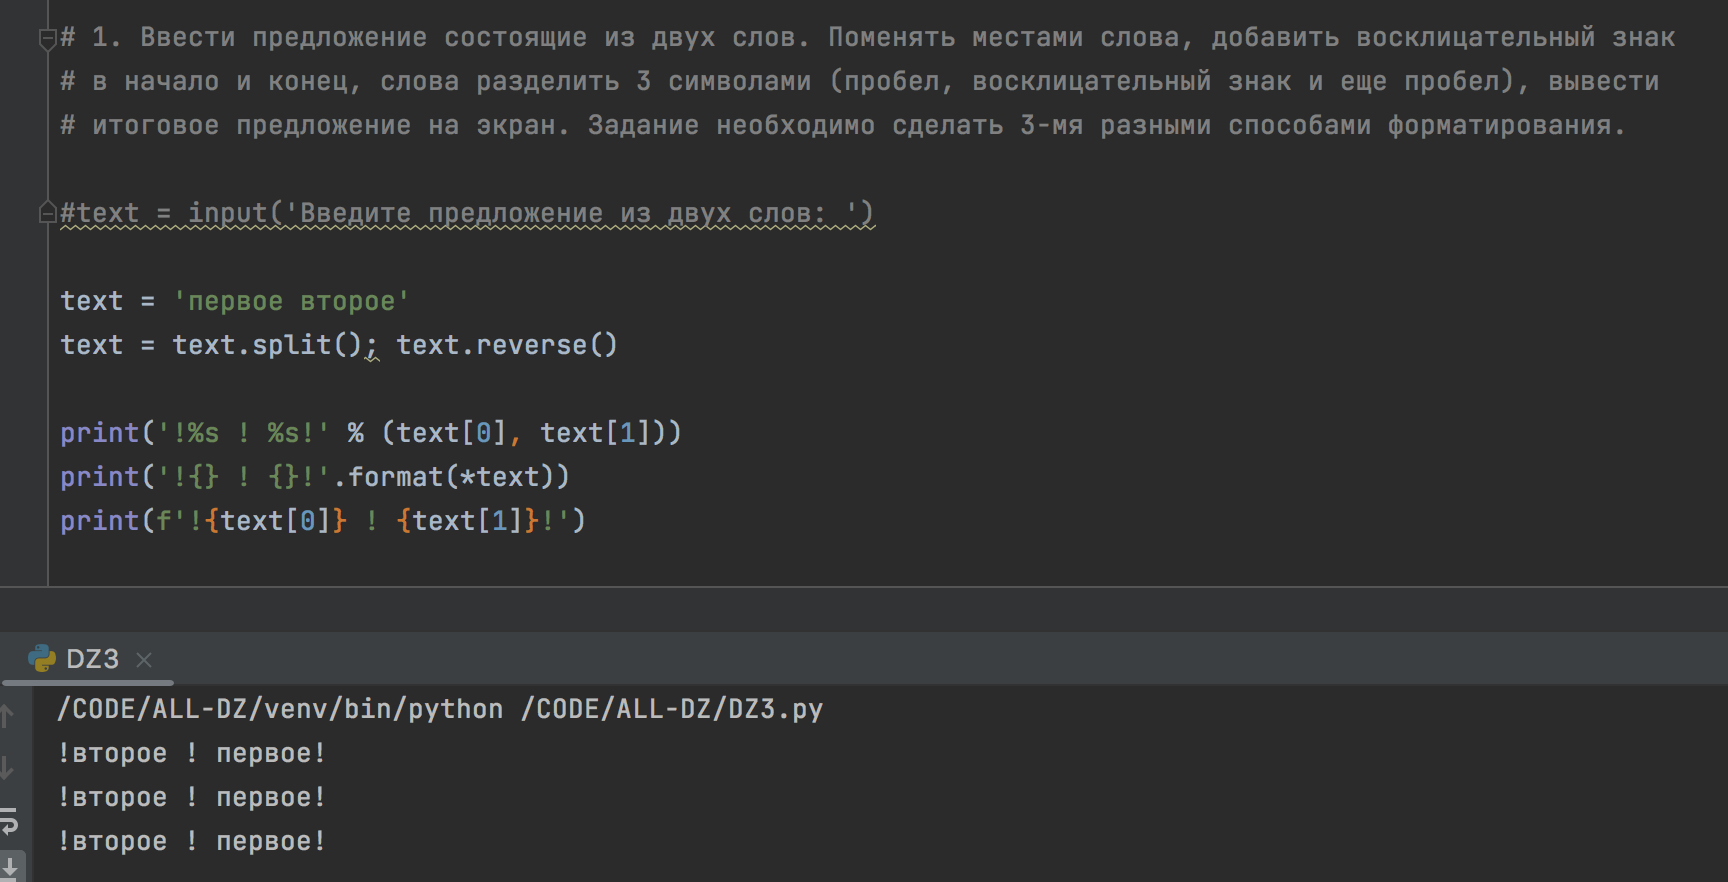 # 1. Ввести предложение состоящие из двух слов. Поменять местами слова, добавить восклицательный знак
# в начало и конец, слова разделить 3 символами (пробел, восклицательный знак и еще пробел), вывести
# итоговое предложение на экран. Задание необходимо сделать 3-мя разными способами форматирования.
#text = input('Введите предложение из двух слов: ')
text = 'первое второе'
text = text.split(); text.reverse()
print('!%s ! %s!' % (text[0], text[1]))
print('!{} ! {}!'.format(*text))
print(f'!{text[0]} ! {text[1]}!')
DZ3
/CODE/ALL-DZ/venv/bin/python /CODE/ALL-DZ/DZ3.py
!второе ! первое!
!второе ! первое!
!второе ! первое!